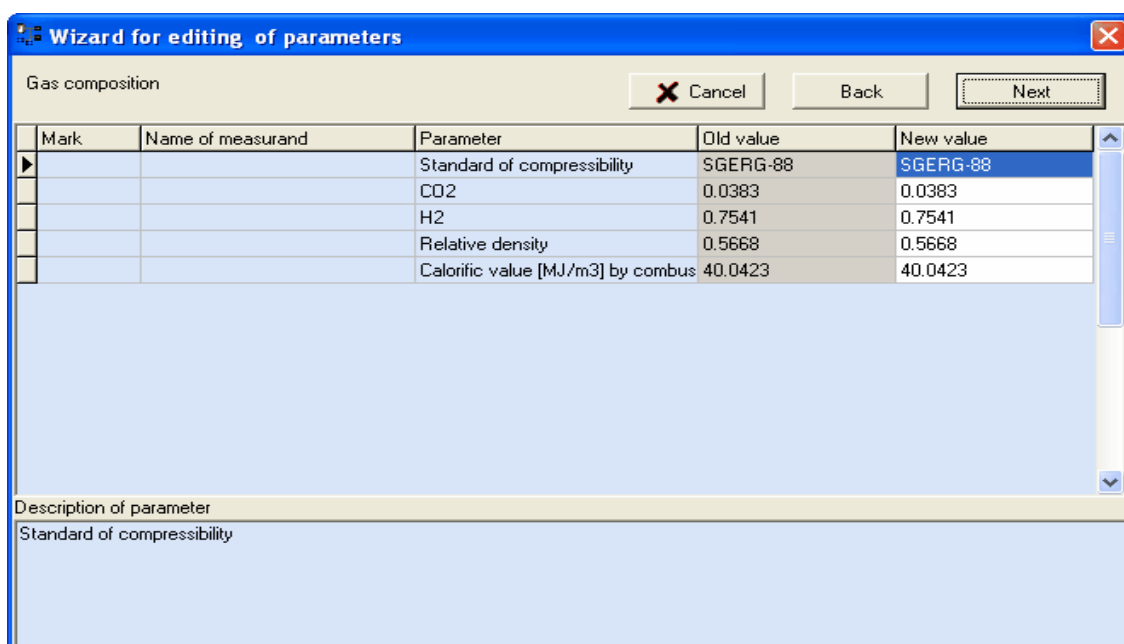 Wizard for editing of parameters
Gas composition
Cancel Back Next
Mark Name of measurand Parameter Old value New value
Standard of compressibility SGERG-88 SGERG-88
CO2 0.0383 0.0383
H2 0.7541 0.7541
Relative density 0.5668 0.5668
Calorific value [MJ/m3] by combus 40.0423 40.0423
Description of parameter
Standard of compressibility